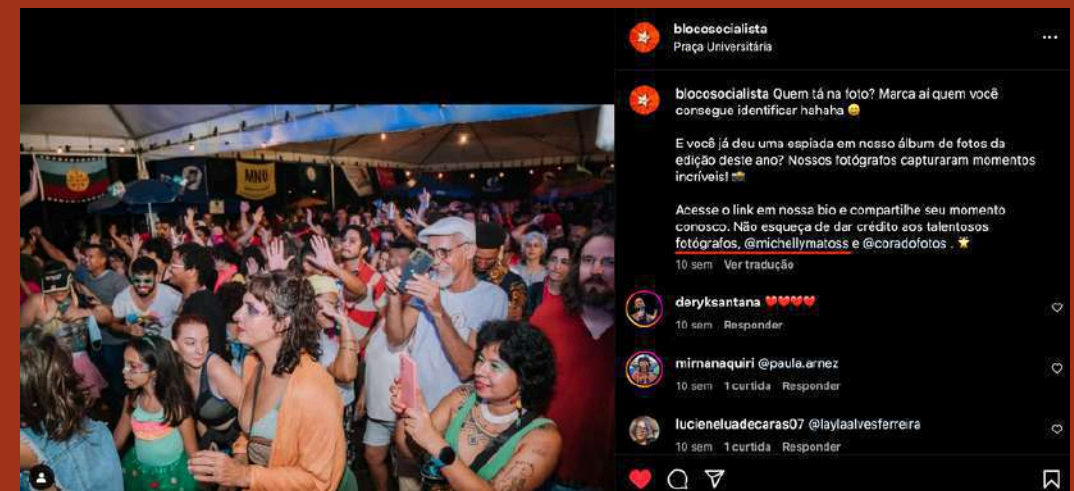 blocosocialista
Praça Universitária
blocosocialista Quem tá na foto? Marca aí quem você
consegue identificar hahaha 😄
E você já deu uma espiada em nosso álbum de fotos da
edição deste ano? Nossos fotógrafos capturaram momentos
incríveis! 📸
Acesse o link em nossa bio e compartilhe seu momento
conosco. Não esqueça de dar crédito aos talentosos
fotógrafos, @michellymatoss e @coradofotos . 🌟
10 sem Ver tradução
deryksantana ❤️❤️❤️❤️
10 sem Responder
mirnanaquiri @paula.arnez
10 sem 1 curtida Responder
lucieneluadecaras07 @laylaalvesferreira
10 sem 1 curtida Responder
MNU